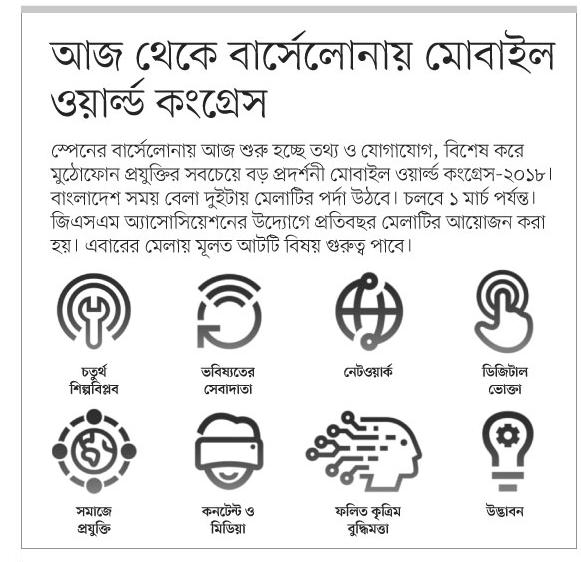 আজ থেকে বার্সেলোনায় মোবাইল
ওয়ার্ল্ড কংগ্রেস
স্পেনের বার্সেলোনায় আজ শুরু হচ্ছে তথ্য ও যোগাযোগ, বিশেষ করে
মুঠোফোন প্রযুক্তির সবচেয়ে বড় প্রদর্শনী মোবাইল ওয়ার্ল্ড কংগ্রেস-২০১৮।
বাংলাদেশ সময় বেলা দুইটায় মেলাটির পর্দা উঠবে। চলবে ১ মার্চ পর্যন্ত।
জিএসএম অ্যাসোসিয়েশনের উদ্যোগে প্রতিবছর মেলাটির আয়োজন করা
হয়। এবারের মেলায় মূলত আটটি বিষয় গুরুত্ব পাবে।
চতুর্থ
শিল্পবিপ্লব
ভবিষ্যতের
সেবাদাতা
নেটওয়ার্ক
ডিজিটাল
ভোক্তা
সমাজে
প্রযুক্তি
কনটেন্ট ও
মিডিয়া
ফলিত কৃত্রিম
বুদ্ধিমত্তা
উদ্ভাবন